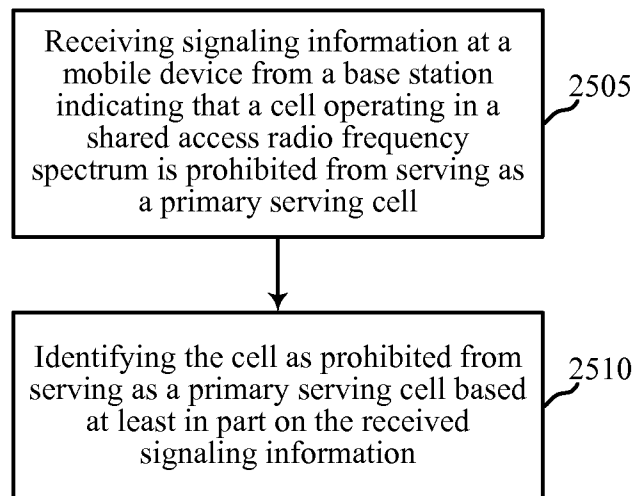 Receiving signaling information at a
mobile device from a base station
indicating that a cell operating in a
shared access radio frequency
spectrum is prohibited from serving as
a primary serving cell
2505
Identifying the cell as prohibited from
serving as a primary serving cell based
at least in part on the received
signaling information
2510